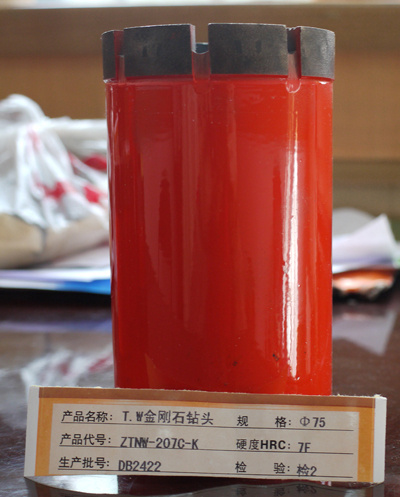 产品名称: T.W金刚石钻头 规 格: Φ75
产品代号: ZTNW-207C-K 硬度HRC: 7F
生产批号: DB2422 检 验: 检2